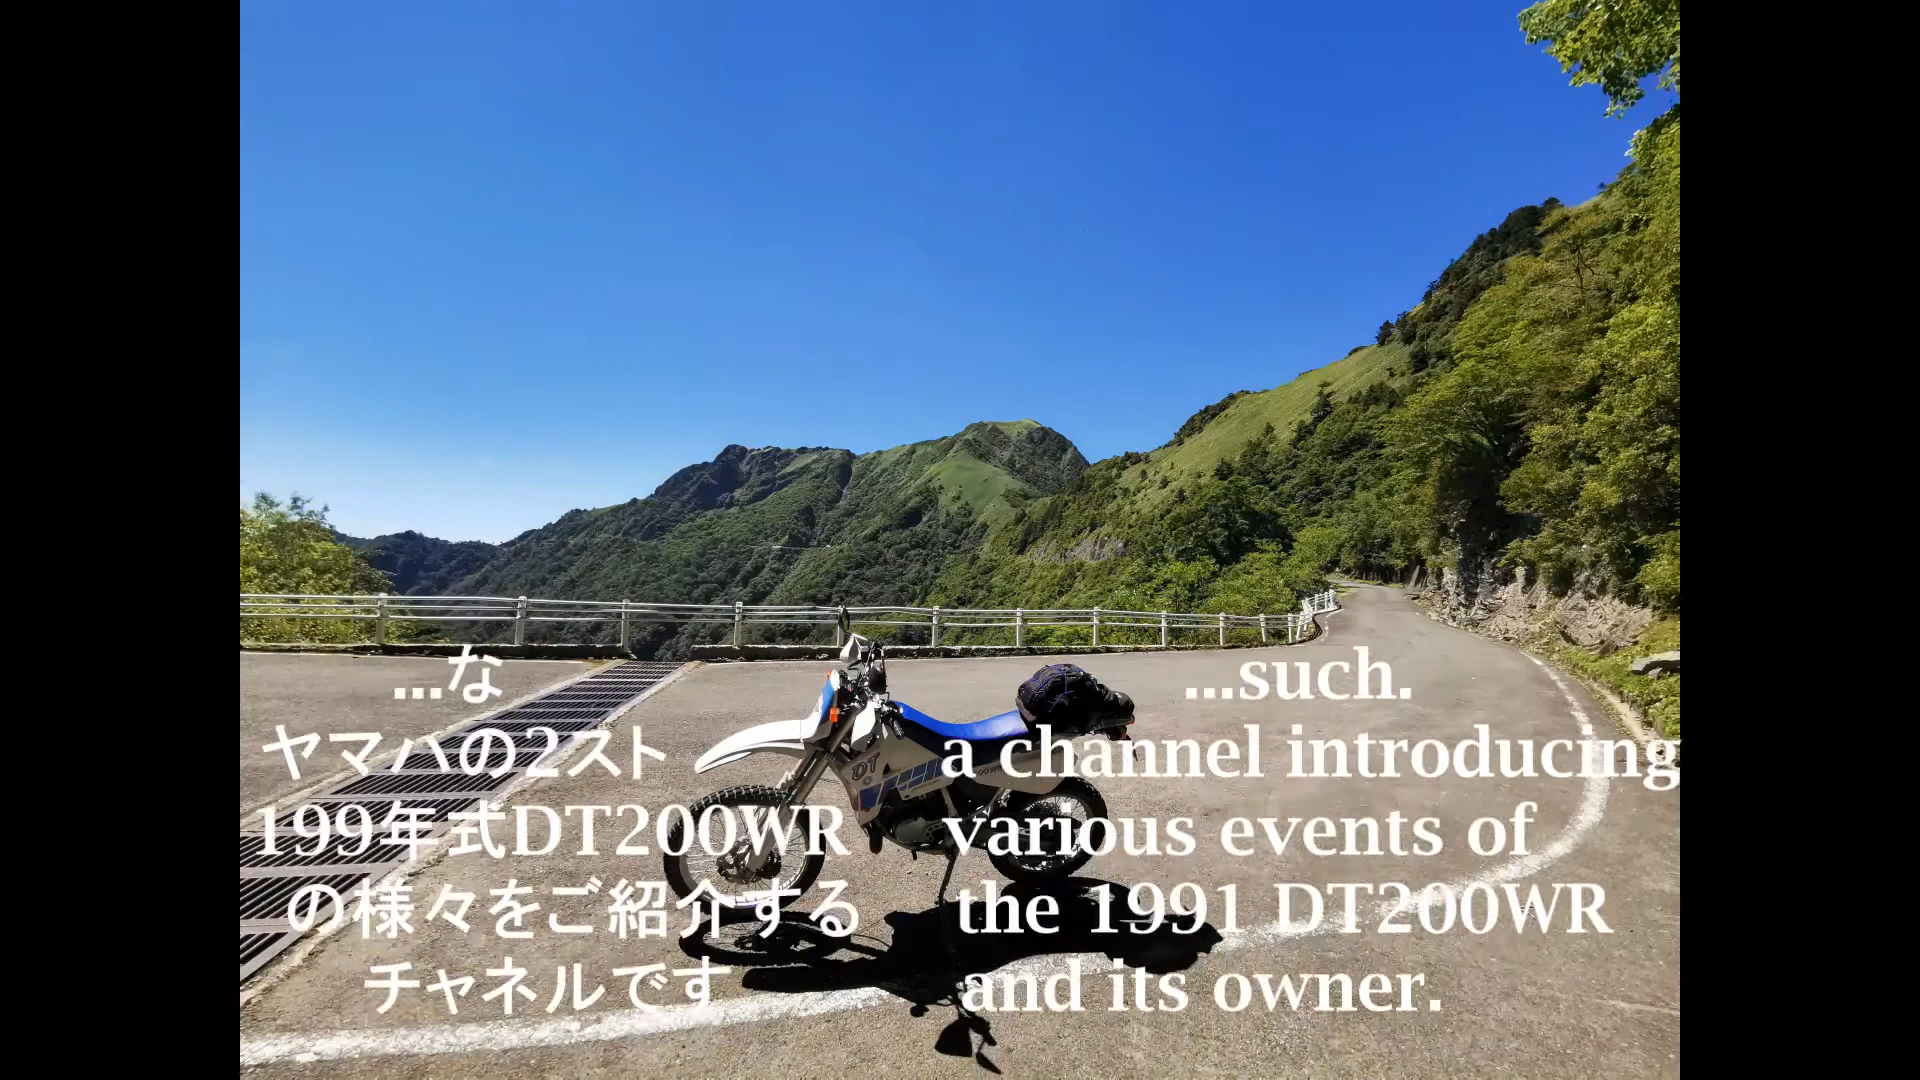 ...な
ヤマハの2スト
199年式DT200WR
の様々をご紹介する
チャネルです
...such.
a channel introducing
various events of
the 1991 DT200WR
and its owner.
DT